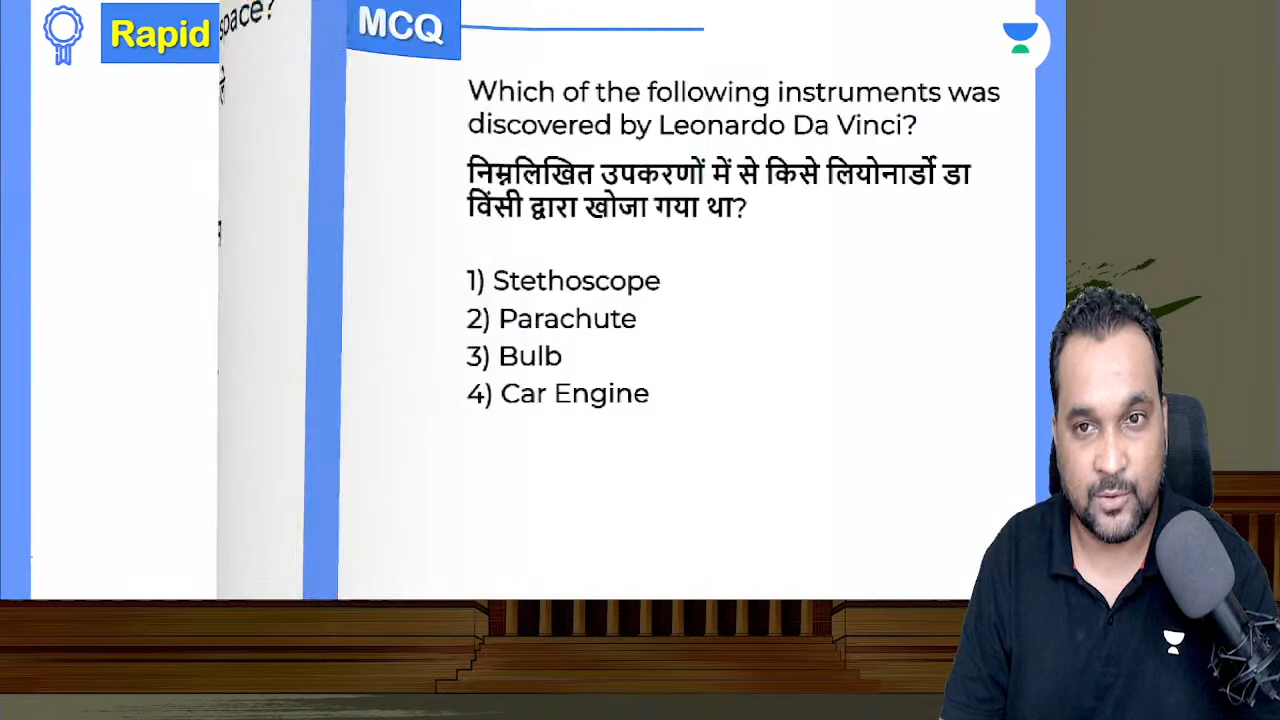 Rapid
space?
MCQ
Which of the following instruments was
discovered by Leonardo Da Vinci?
निम्नलिखित उपकरणों में से किसे लियोनार्डो डा
विंसी द्वारा खोजा गया था?
1) Stethoscope
2) Parachute
3) Bulb
4) Car Engine